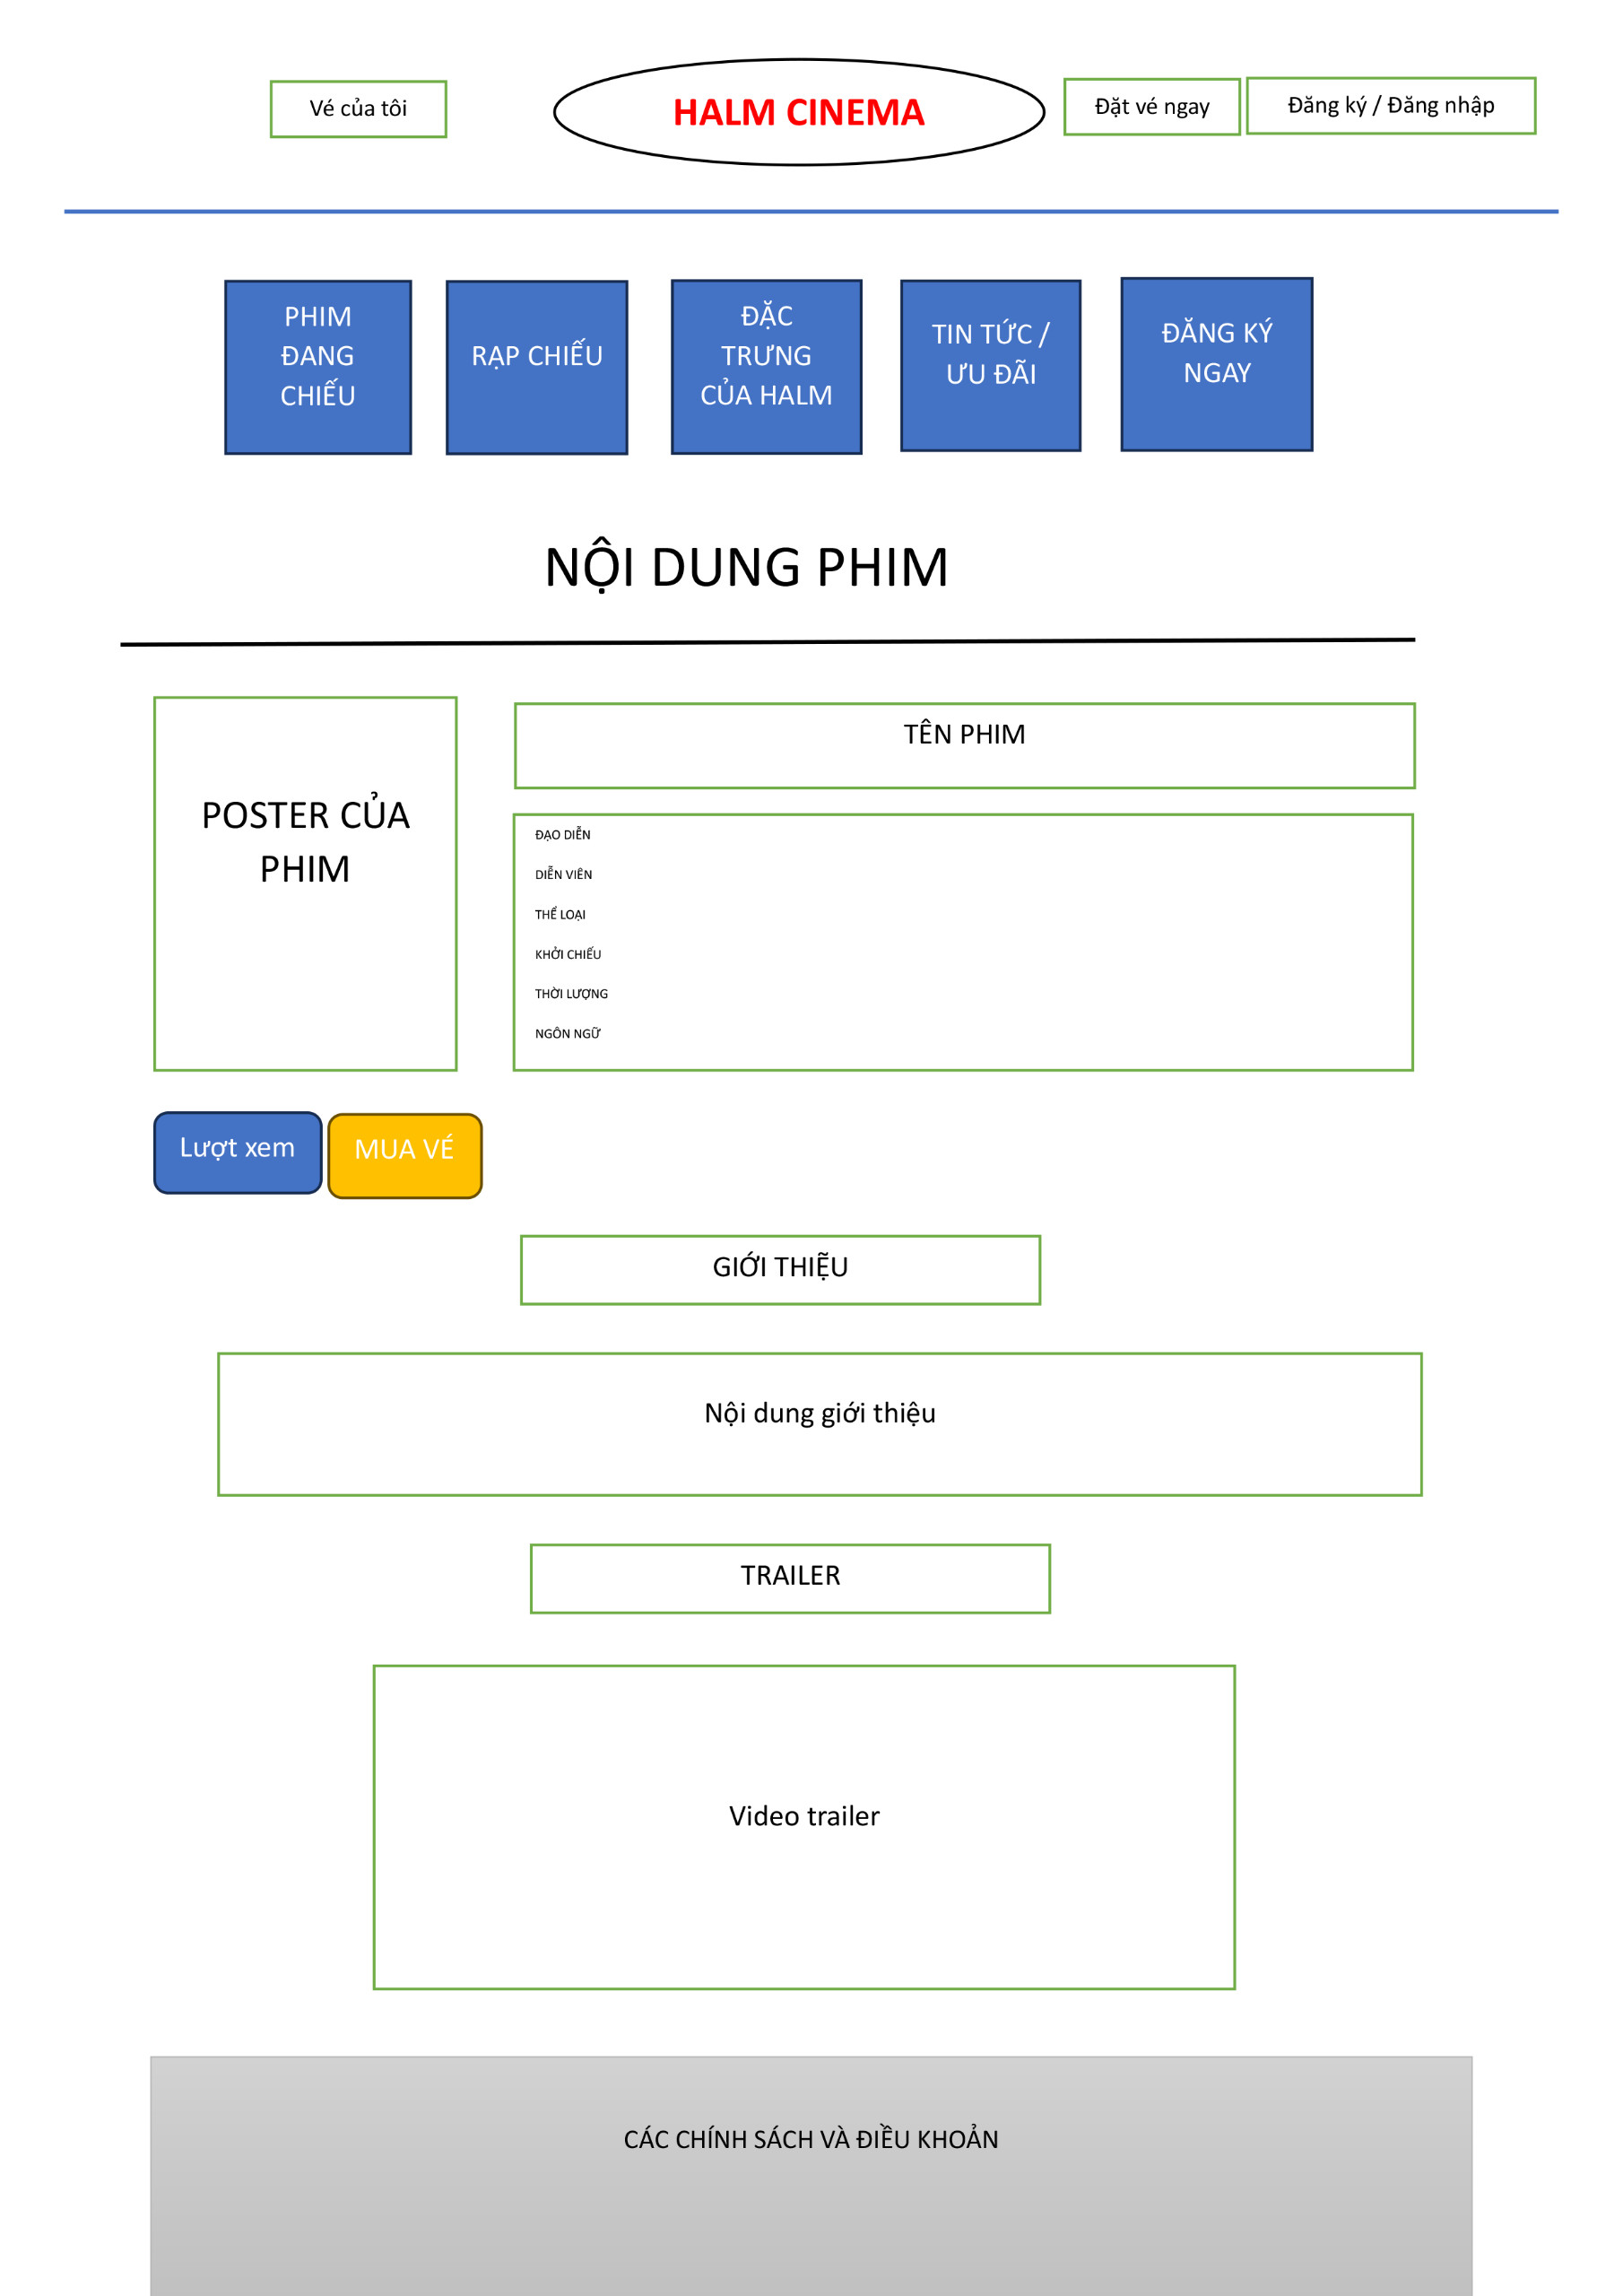 Vé của tôi
HALM CINEMA
Đặt vé ngay
Đăng ký / Đăng nhập
PHIM
ĐANG
CHIẾU
RẠP CHIẾU
ĐẶC
TRƯNG
CỦA HALM
TIN TỨC /
ƯU ĐÃI
ĐĂNG KÝ
NGAY
NỘI DUNG PHIM
POSTER CỦA
PHIM
TÊN PHIM
ĐẠO DIỄN
DIỄN VIÊN
THỂ LOẠI
KHỞI CHIẾU
THỜI LƯỢNG
NGÔN NGỮ
Lượt xem
MUA VÉ
GIỚI THIỆ̃U
Nội dung giới thiệu
TRAILER
Video trailer
CÁC CHÍNH SÁCH VÀ ĐIỀU KHOẢN